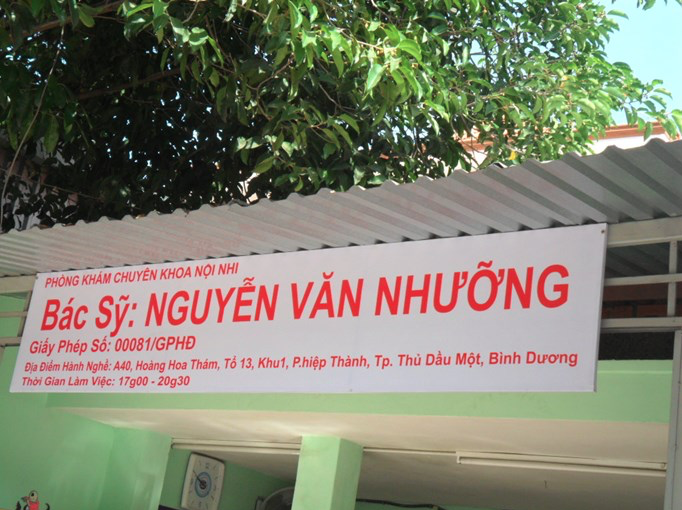 PHÒNG KHÁM CHUYÊN KHOA NỘI NHI
Bác Sỹ: NGUYỄN VĂN NHƯỠNG
Giấy Phép Số: 00081/GPHĐ
Địa Điểm Hành Nghề: A40, Hoàng Hoa Thám, Tổ 13, Khu1, P.hiệp Thành, Tp. Thủ Dầu Một, Bình Dương
Thời Gian Làm Việc: 17g00 - 20g30